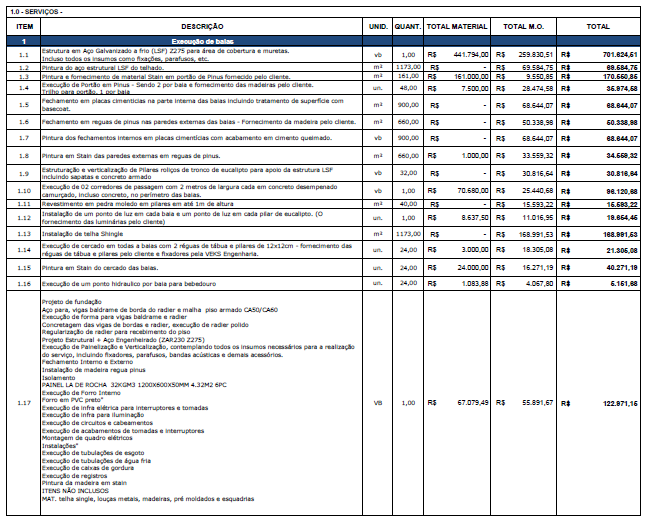 1.0 - SERVIÇOS -
ITEM DESCRIÇÃO UNID. QUANT. TOTAL MATERIAL TOTAL M.O. TOTAL
1 Execução de baias
1.1 Estrutura em Aço Galvanizado a frio (LSF) Z275 para área de cobertura e muretas. vb 1,00 R$ 441.794,00 R$ 259.830,51 R$ 701.624,51
Incluso todos os insumos como fixações, parafusos, etc.
1.2 Pintura do aço estrutural LSF do telhado. m² 1173,00 R$ - R$ 69.584,75 R$ 69.584,75
1.3 Pintura e fornecimento de material Stain em portão de Pinus fornecido pelo cliente. m² 161,00 R$ 161.000,00 R$ 9.550,85 R$ 170.550,85
1.4 Execução de Portão em Pinus - Sendo 2 por baia e fornecimento das madeiras pelo cliente. un. 48,00 R$ 7.500,00 R$ 28.474,58 R$ 35.974,58
Trilho para portão. 1 por baia
1.5 Fechamento em placas cimenticias na parte interna das baias incluindo tratamento de superfície com m² 900,00 R$ - R$ 68.644,07 R$ 68.644,07
basecoat.
1.6 Fechamento em reguas de pinus nas paredes externas das baias - Fornecimento da madeira pelo cliente. m² 660,00 R$ - R$ 50.338,98 R$ 50.338,98
1.7 Pintura dos fechamentos internos em placas cimentícias com acabamento em cimento queimado. vb 900,00 R$ - R$ 68.644,07 R$ 68.644,07
1.8 Pintura em Stain das paredes externas em reguas de pinus. m² 660,00 R$ 1.000,00 R$ 33.559,32 R$ 34.559,32
1.9 Estruturação e verticalização de Pilares roliços de tronco de eucalipto para apoio da estrutura LSF vb 32,00 R$ - R$ 30.816,64 R$ 30.816,64
incluindo sapatas e concreto armado
1.10 Execução de 02 corredores de passagem com 2 metros de largura cada em concreto desempenado vb 1,00 R$ 70.680,00 R$ 25.440,68 R$ 96.120,68
camurçado, incluso concreto, no perímetro das baias.
1.11 Revestimento em pedra moledo em pilares em até 1m de altura m² 40,00 R$ - R$ 15.593,22 R$ 15.593,22
1.12 Instalação de um ponto de luz em cada baia e um ponto de luz em cada pilar de eucalipto. (O un. 1,00 R$ 8.637,50 R$ 11.016,95 R$ 19.654,45
fornecimento das luminárias pelo cliente)
1.13 Instalação de telha Shingle m² 1173,00 R$ - R$ 168.991,53 R$ 168.991,53
1.14 Execução de cercado em todas a baias com 2 réguas de tábua e pilares de 12x12cm - fornecimento das un. 24,00 R$ 3.000,00 R$ 18.305,08 R$ 21.305,08
réguas de tábua e pilares pelo cliente e fixadores pela VEKS Engenharia.
1.15 Pintura em Stain do cercado das baias. un. 24,00 R$ 24.000,00 R$ 16.271,19 R$ 40.271,19
1.16 Execução de um ponto hidraulico por baia para bebedouro un. 24,00 R$ 1.083,88 R$ 4.067,80 R$ 5.151,68
Projeto de fundação
Aço para, vigas baldrame de borda do radier e malha piso armado CA50/CA60
Execução de forma para vigas baldrame e radier
Concretagem das vigas de bordas e radier, execução de radier polido
Regularização de radier para recebimento do piso
Projeto Estrutural + Aço Engenheirado (ZAR230 Z275)
Execução de Painelização e Verticalização, contemplando todos os insumos necessários para a realização
do serviço, incluindo fixadores, parafusos, bandas acústicas e demais acessórios.
Fechamento Interno e Externo
Instalação de madeira regua pinus
Isolamento
PAINEL LA DE ROCHA 32KGM3 1200X600X50MM 4.32M2 6PC
Execução de Forro Interno
1.17 Forro em PVC preto" VB 1,00 R$ 67.079,49 R$ 55.891,67 R$ 122.971,16
Execução de infra elétrica para interruptores e tomadas
Execução de infra para iluminação
Execução de circuitos e cabeamentos
Execução de acabamentos de tomadas e interruptores
Montagem de quadro elétricos
Instalações"
Execução de tubulações de esgoto
Execução de tubulações de água fria
Execução de caixas de gordura
Execução de registros
Pintura da madeira em stain
ITENS NÃO INCLUSOS
MAT. telha single, louças metais, madeiras, pré moldados e esquadrias